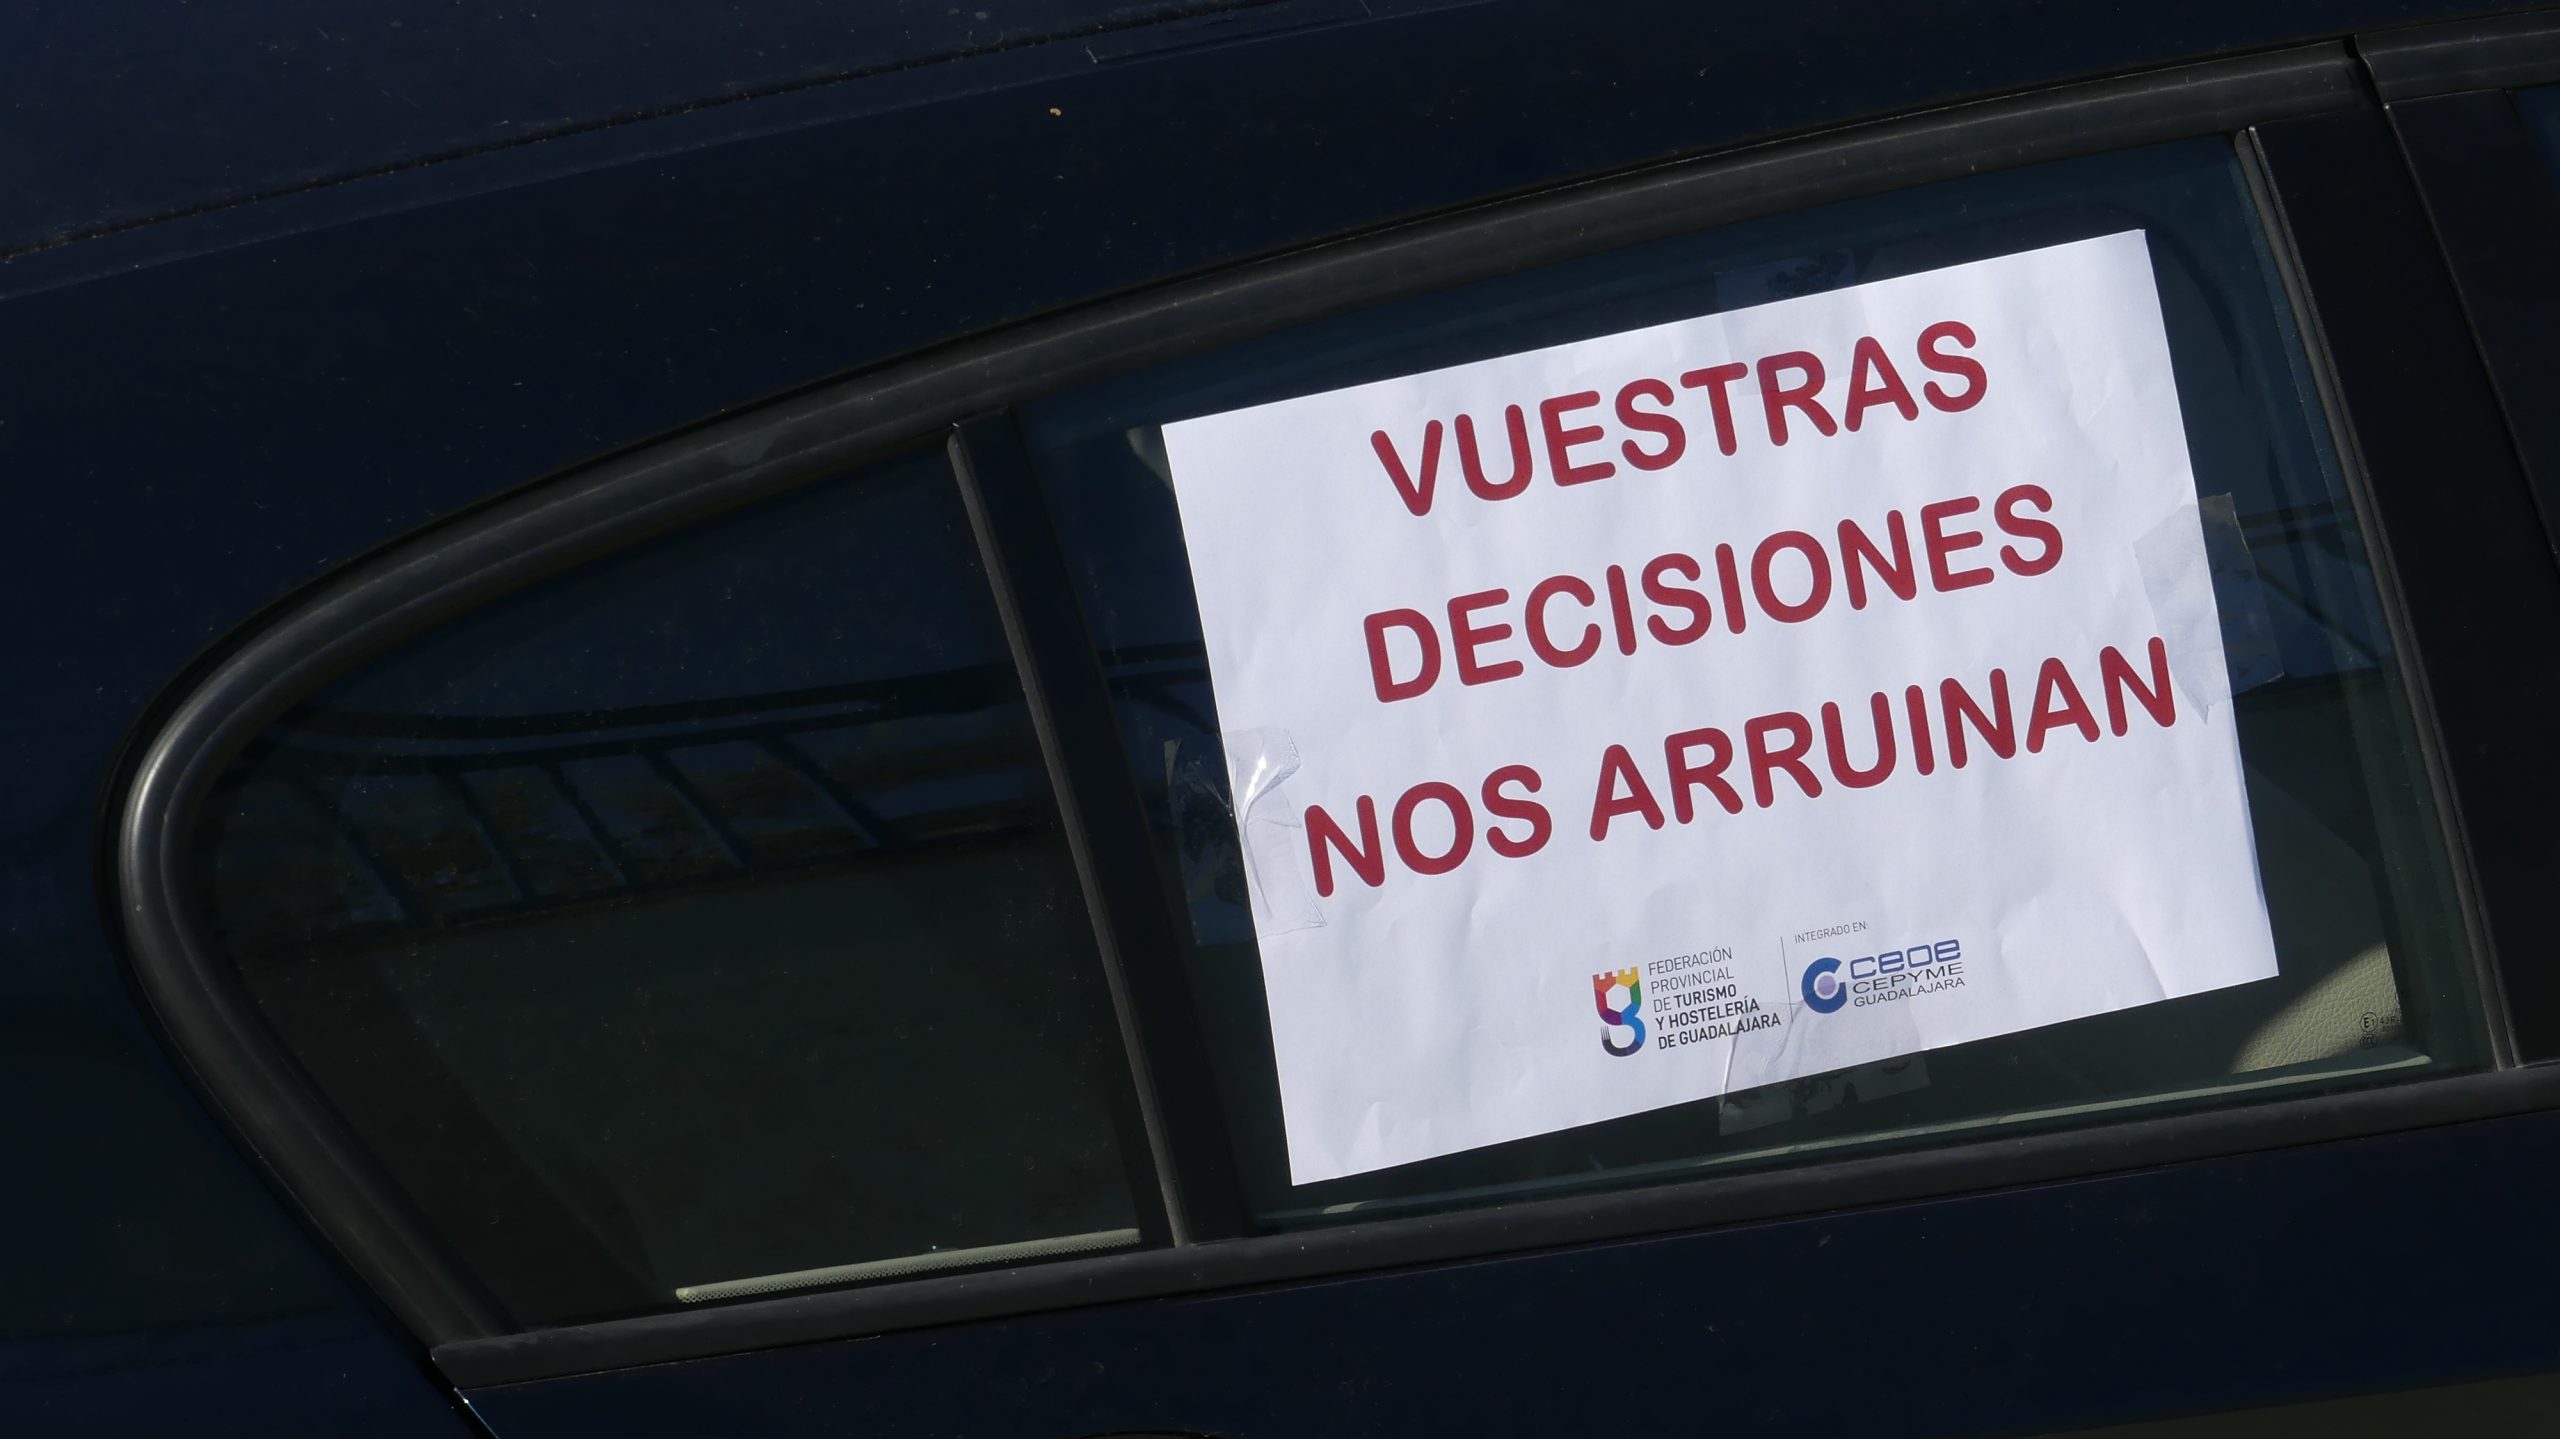 VUESTRAS
DECISIONES
NOS ARRUINAN
FEDERACIÓN
PROVINCIAL
DE TURISMO
Y HOSTELERÍA
DE GUADALAJARA
INTEGRADO EN:
ceoe
CEPYME
GUADALAJARA